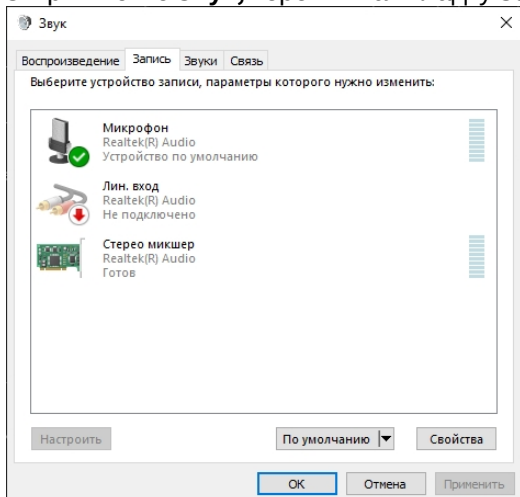 Звук
Воспроизведение Запись Звуки Связь
Выберите устройство записи, параметры которого нужно изменить:
Микрофон
Realtek(R) Audio
Устройство по умолчанию
Лин. вход
Realtek(R) Audio
Не подключено
Стерео микшер
Realtek(R) Audio
Готов
Настроить По умолчанию Свойства
OK Отмена Применить